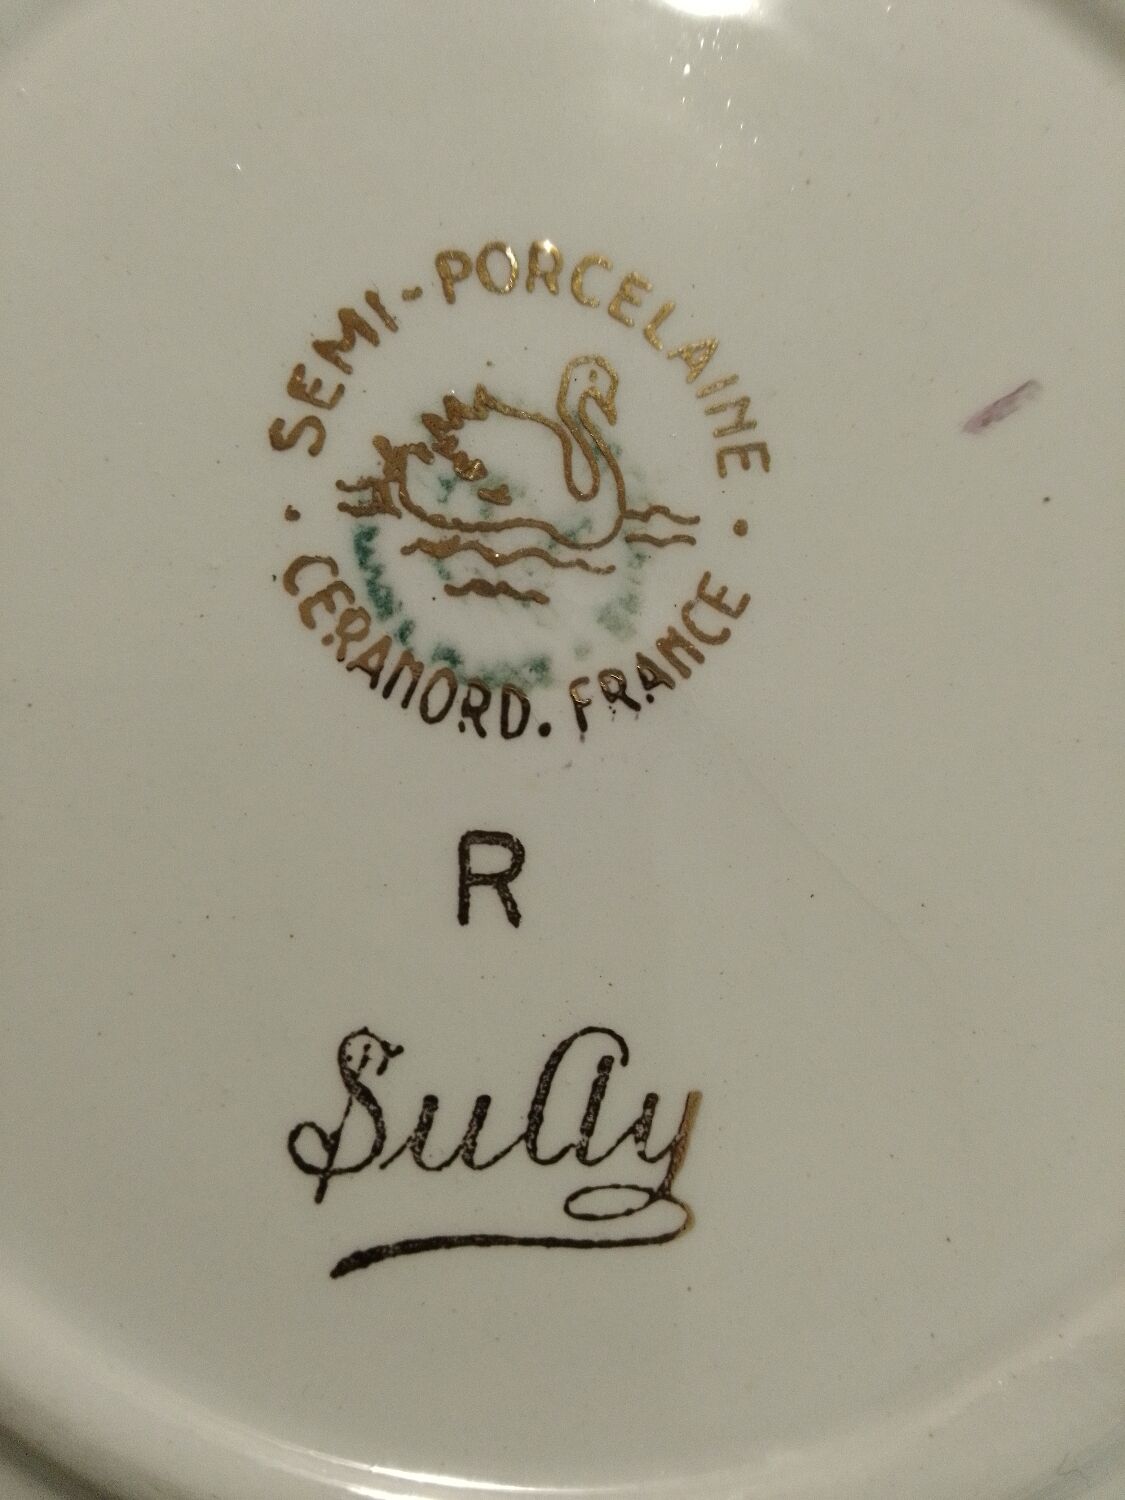 SEMI-PORCELAINE
CERANORD. FRANCE
R
Sully